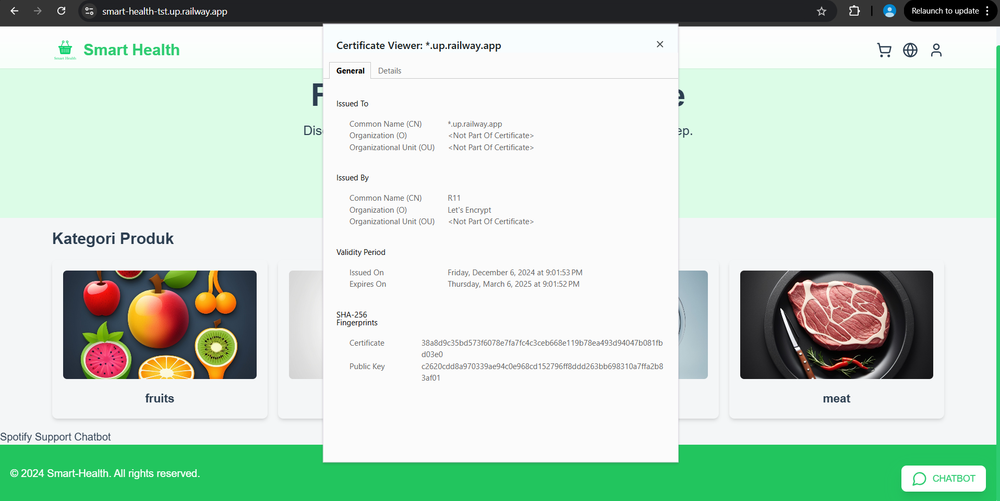 smart-health-tst.up.railway.app
Relaunch to update
Smart Health
Smart Health
Certificate Viewer: *.up.railway.app
General
Details
Issued To
Common Name (CN) *.up.railway.app
Organization (O) <Not Part Of Certificate>
Organizational Unit (OU) <Not Part Of Certificate>
Issued By
Common Name (CN) R11
Organization (O) Let's Encrypt
Organizational Unit (OU) <Not Part Of Certificate>
Validity Period
Issued On Friday, December 6, 2024 at 9:01:53 PM
Expires On Thursday, March 6, 2025 at 9:01:52 PM
SHA-256
Fingerprints
Certificate 38a8d9c35bd573f6078e7fa7fc4c3ceb668e119b78ea493d94047b081fb
d03e0
Public Key c2620cdd8a970339ae94c0e968cd152796ff8ddd263bb698310a7ffa2b8
3af01
Kategori Produk
fruits
meat
Spotify Support Chatbot
© 2024 Smart-Health. All rights reserved.
CHATBOT